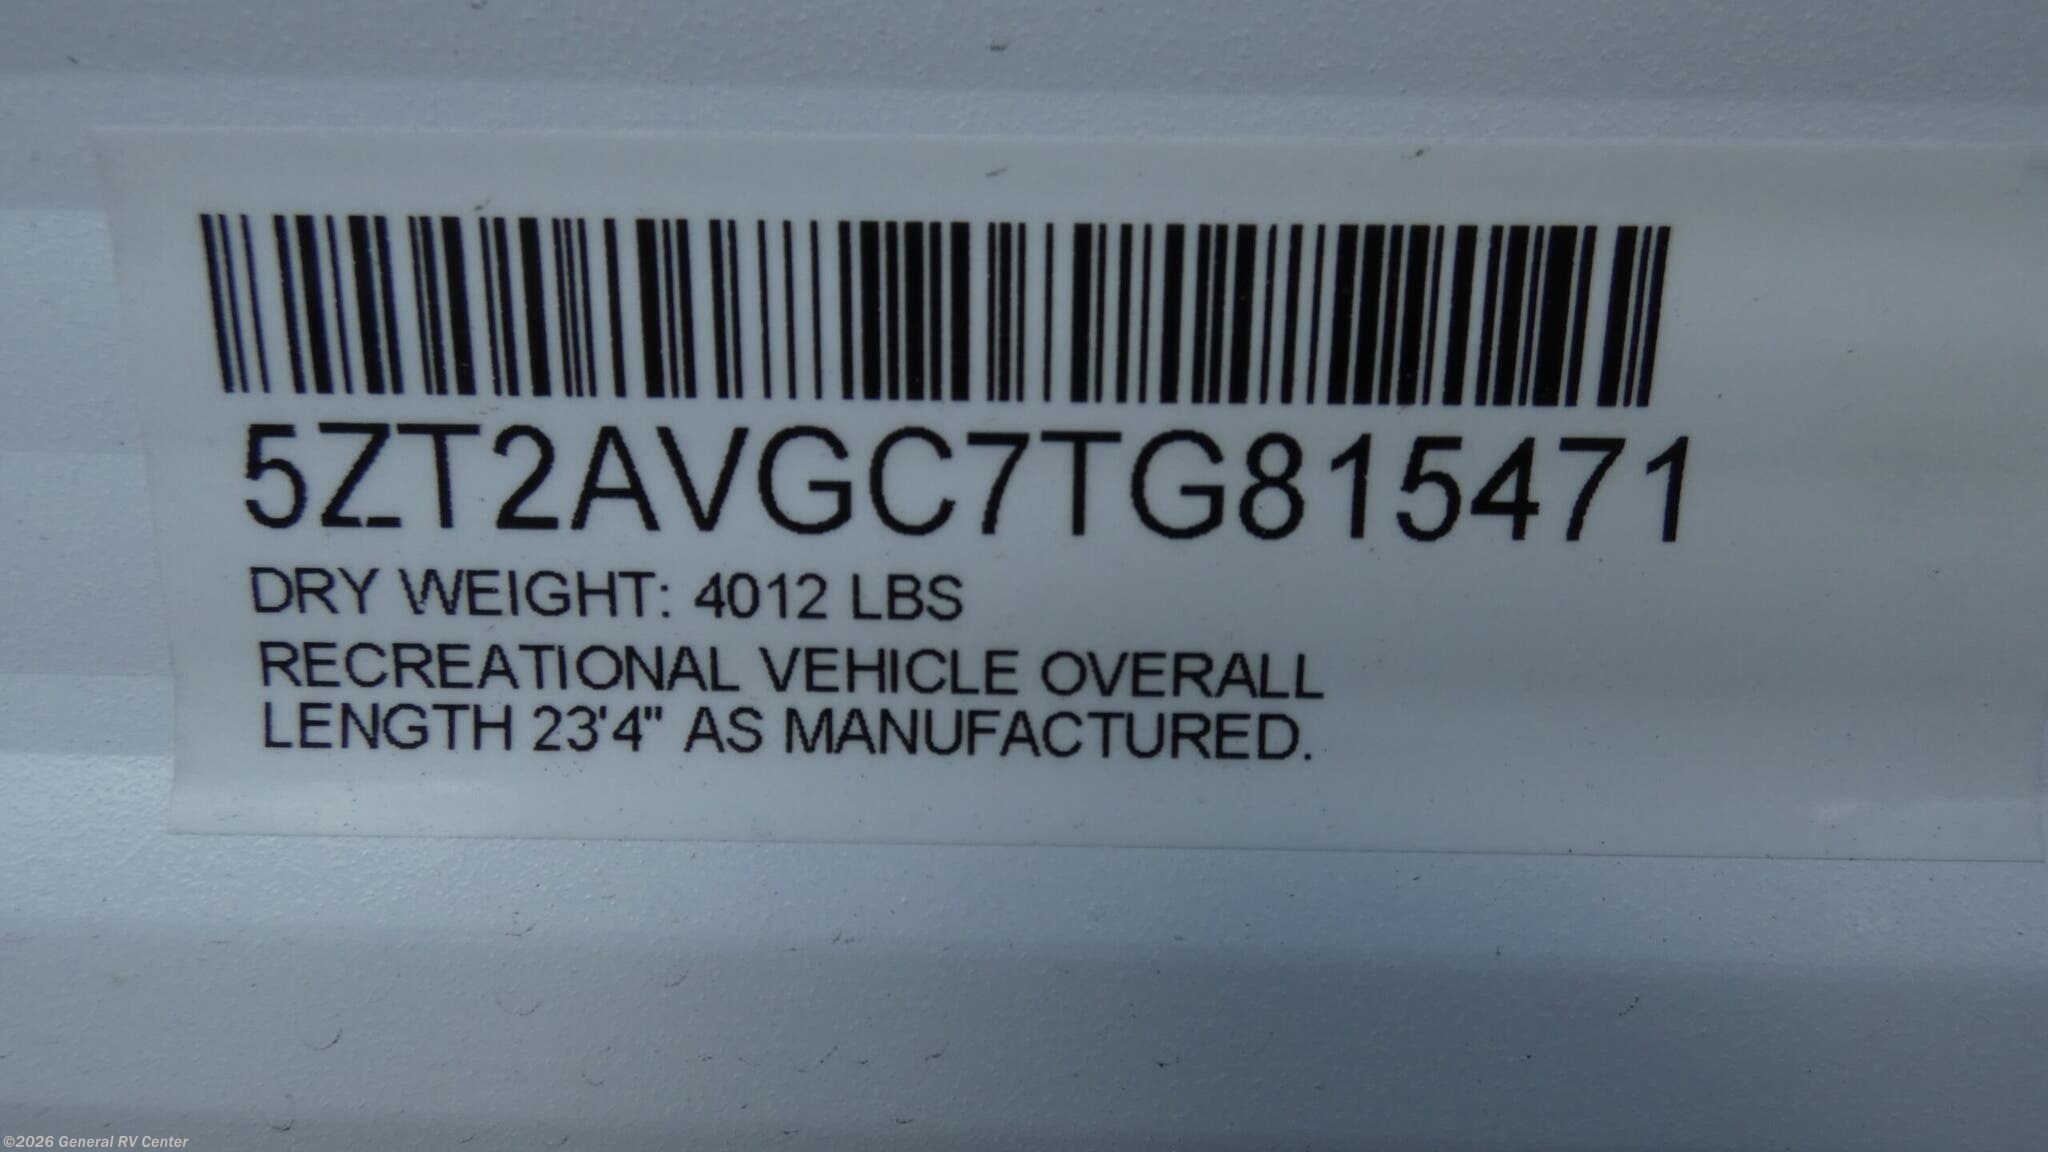 5ZT2AVGC7TG815471
DRY WEIGHT: 4012 LBS
RECREATIONAL VEHICLE OVERALL
LENGTH 23'4" AS MANUFACTURED.
©2026 General RV Center